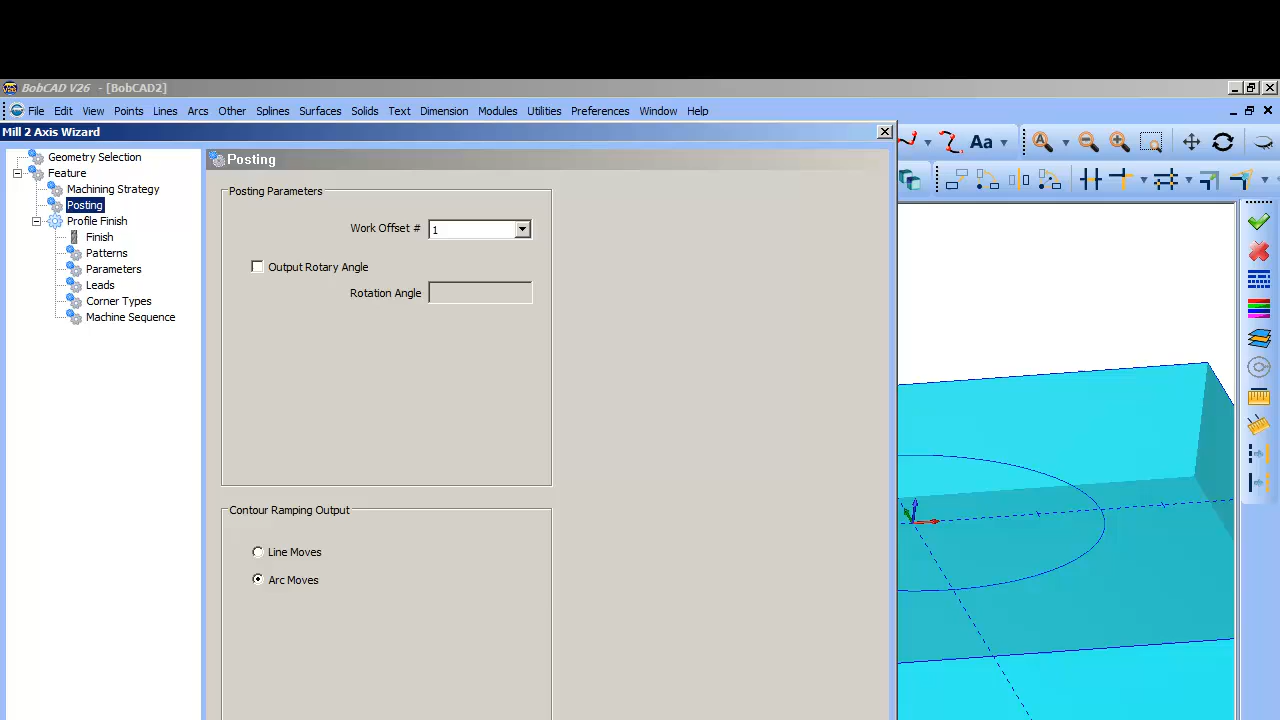 BobCAD V26 - [BobCAD2]
File Edit View Points Lines Arcs Other Splines Surfaces Solids Text Dimension Modules Utilities Preferences Window Help
Mill 2 Axis Wizard
Aa
Geometry Selection
Feature
Machining Strategy
Posting
Profile Finish
Finish
Patterns
Parameters
Leads
Corner Types
Machine Sequence
Posting
Posting Parameters
Work Offset # 1
Output Rotary Angle
Rotation Angle
Contour Ramping Output
Line Moves
Arc Moves